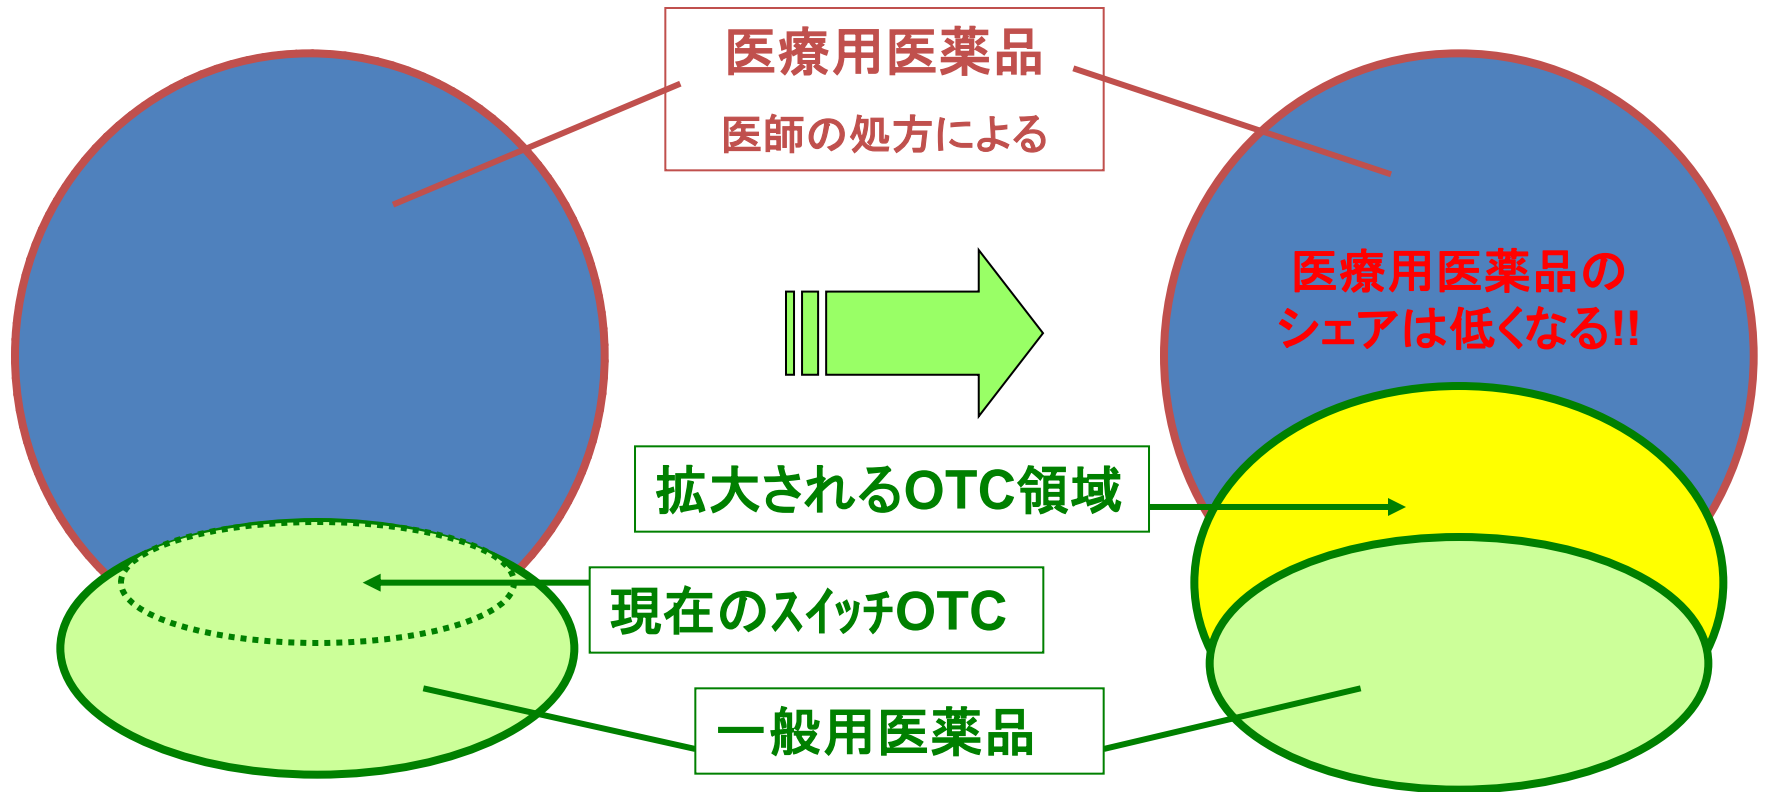 医療用医薬品
医師の処方による
医療用医薬品の
シェアは低くなる!!
拡大されるOTC領域
現在のｽｲｯﾁOTC
一般用医薬品